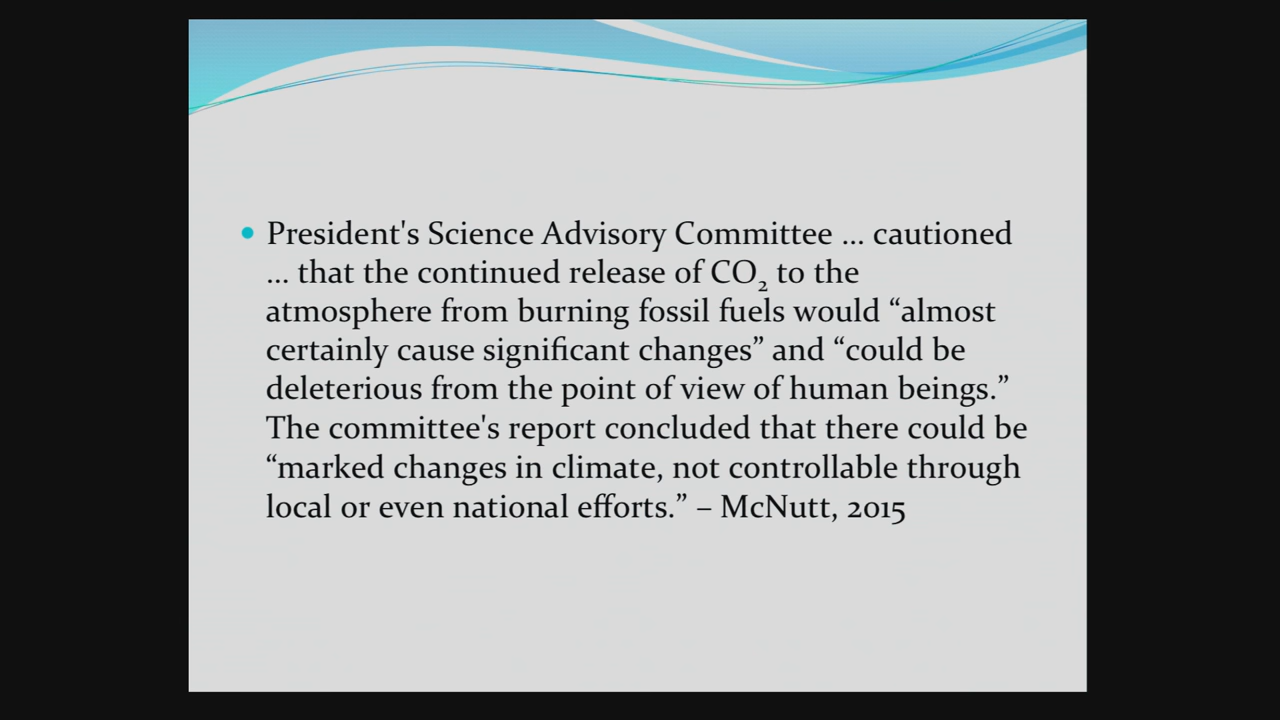 President's Science Advisory Committee ... cautioned
... that the continued release of CO₂ to the
atmosphere from burning fossil fuels would “almost
certainly cause significant changes” and “could be
deleterious from the point of view of human beings.”
The committee's report concluded that there could be
“marked changes in climate, not controllable through
local or even national efforts.” – McNutt, 2015